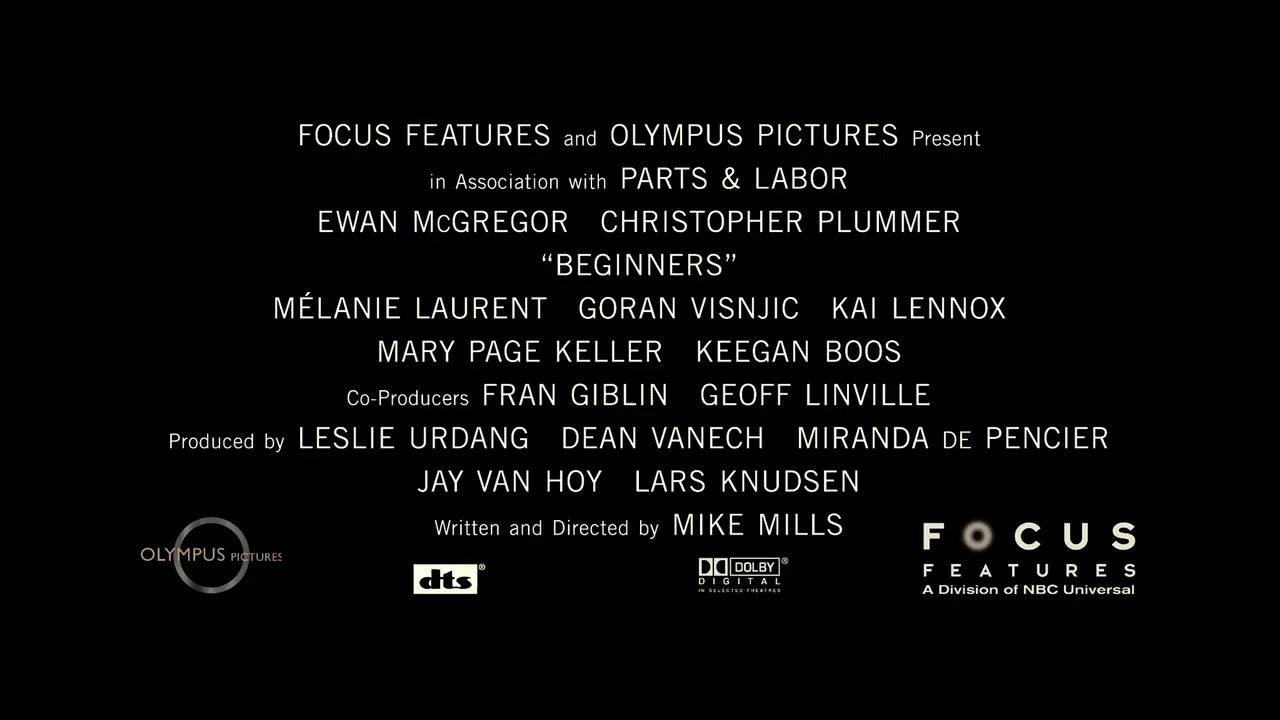 FOCUS FEATURES and OLYMPUS PICTURES Present
in Association with PARTS & LABOR
EWAN McGREGOR CHRISTOPHER PLUMMER
“BEGINNERS”
MÉLANIE LAURENT GORAN VISNJIC KAI LENNOX
MARY PAGE KELLER KEEGAN BOOS
Co-Producers FRAN GIBLIN GEOFF LINVILLE
Produced by LESLIE URDANG DEAN VANECH MIRANDA DE PENCIER
JAY VAN HOY LARS KNUDSEN
Written and Directed by MIKE MILLS
OLYMPUS PICTURES
dts®
DOLBY®
DIGITAL
IN SELECTED THEATRES
FOCUS
FEATURES
A Division of NBC Universal